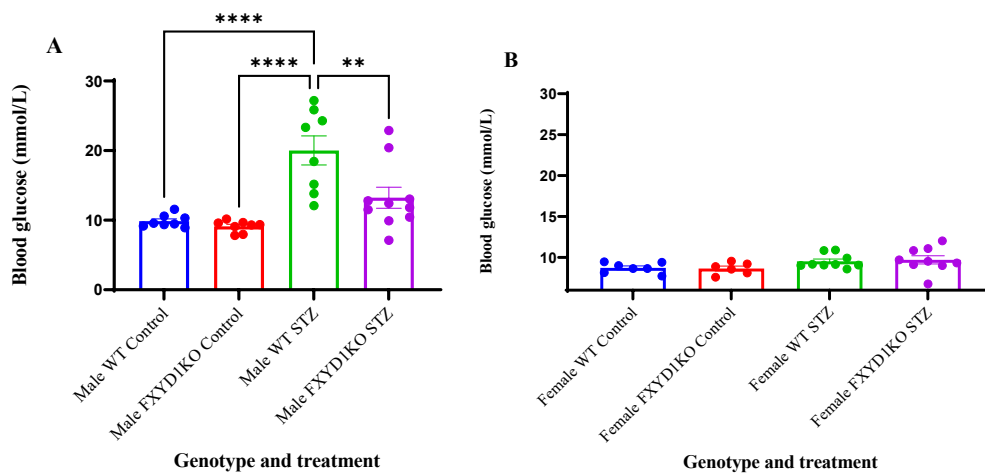 A
****
****
**
Blood glucose (mmol/L)
30
20
10
0
Male WT Control
Male FXYD1KO Control
Male WT STZ
Male FXYD1KO STZ
Genotype and treatment
B
Blood glucose (mmol/L)
30
25
20
15
10
Female WT Control
Female FXYD1KO Control
Female WT STZ
Female FXYD1KO STZ
Genotype and treatment